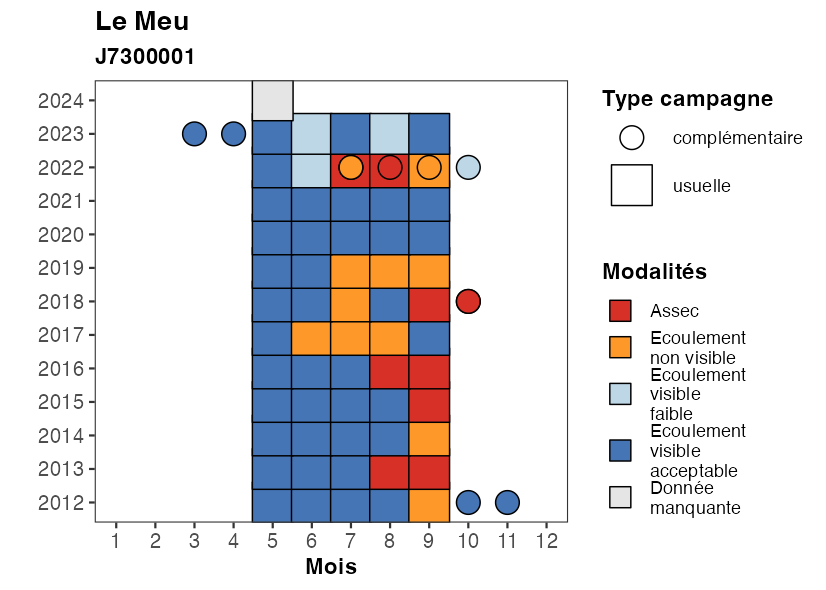 Le Meu
J7300001
2024
2023
2022
2021
2020
2019
2018
2017
2016
2015
2014
2013
2012
1 2 3 4 5 6 7 8 9 10 11 12
Mois
Type campagne
complémentaire
usuelle
Modalités
Assec
Ecoulement
non visible
Ecoulement
visible
faible
Ecoulement
visible
acceptable
Donnée
manquante